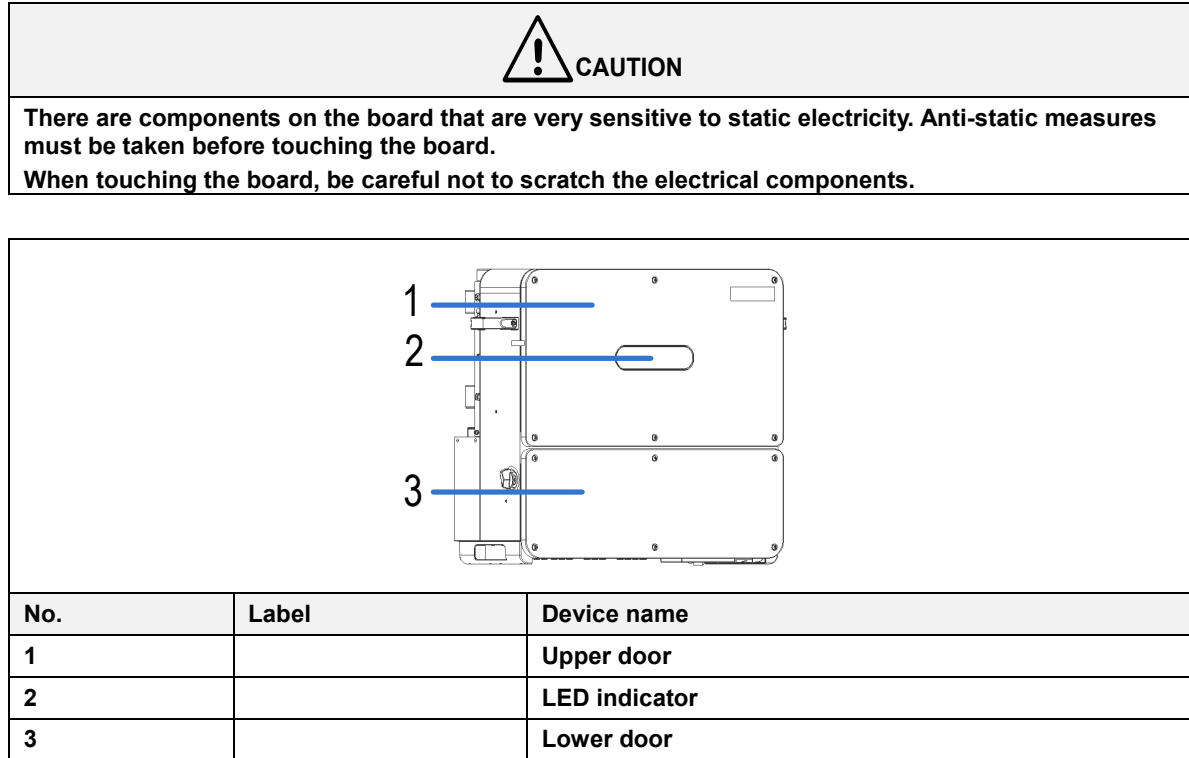 CAUTION
There are components on the board that are very sensitive to static electricity. Anti-static measures
must be taken before touching the board.
When touching the board, be careful not to scratch the electrical components.
1
2
3
No. Label Device name
1 Upper door
2 LED indicator
3 Lower door